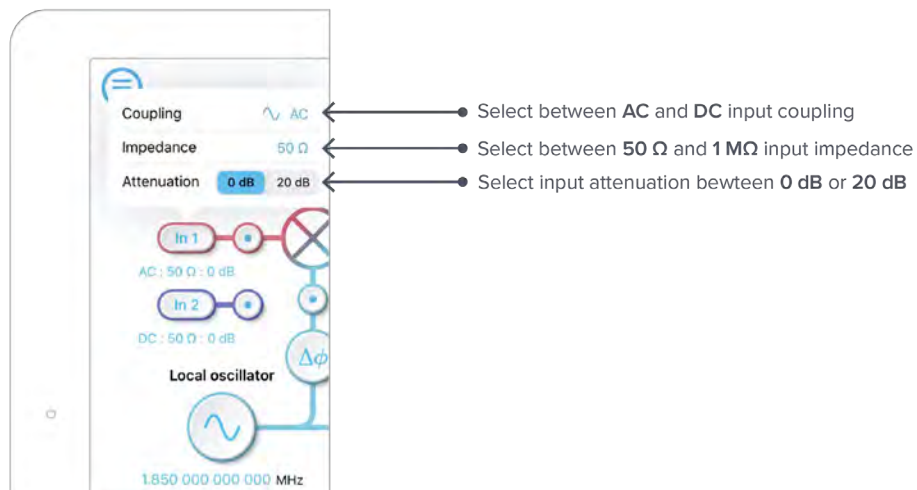 Coupling AC
Select between AC and DC input coupling
Impedance 50 Ω
Select between 50 Ω and 1 MΩ input impedance
Attenuation 0 dB 20 dB
Select input attenuation bewteen 0 dB or 20 dB
In 1
AC : 50 Ω : 0 dB
In 2
DC : 50 Ω : 0 dB
Δϕ
Local oscillator
1.850 000 000 000 MHz